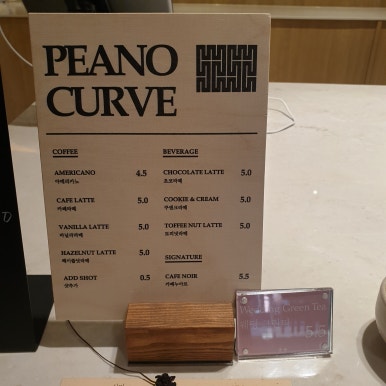 PEANO
CURVE
COFFEE
AMERICANO 4.5
아메리카노
CAFE LATTE 5.0
카페라떼
VANILLA LATTE 5.0
바닐라라떼
HAZELNUT LATTE 5.0
헤이즐넛라떼
ADD SHOT 0.5
샷추가
BEVERAGE
CHOCOLATE LATTE 5.0
초코라떼
COOKIE & CREAM 5.0
쿠앤크라떼
TOFFEE NUT LATTE 5.0
토피넛라떼
SIGNATURE
CAFE NOIR 5.5
카페누아르
Green Tea